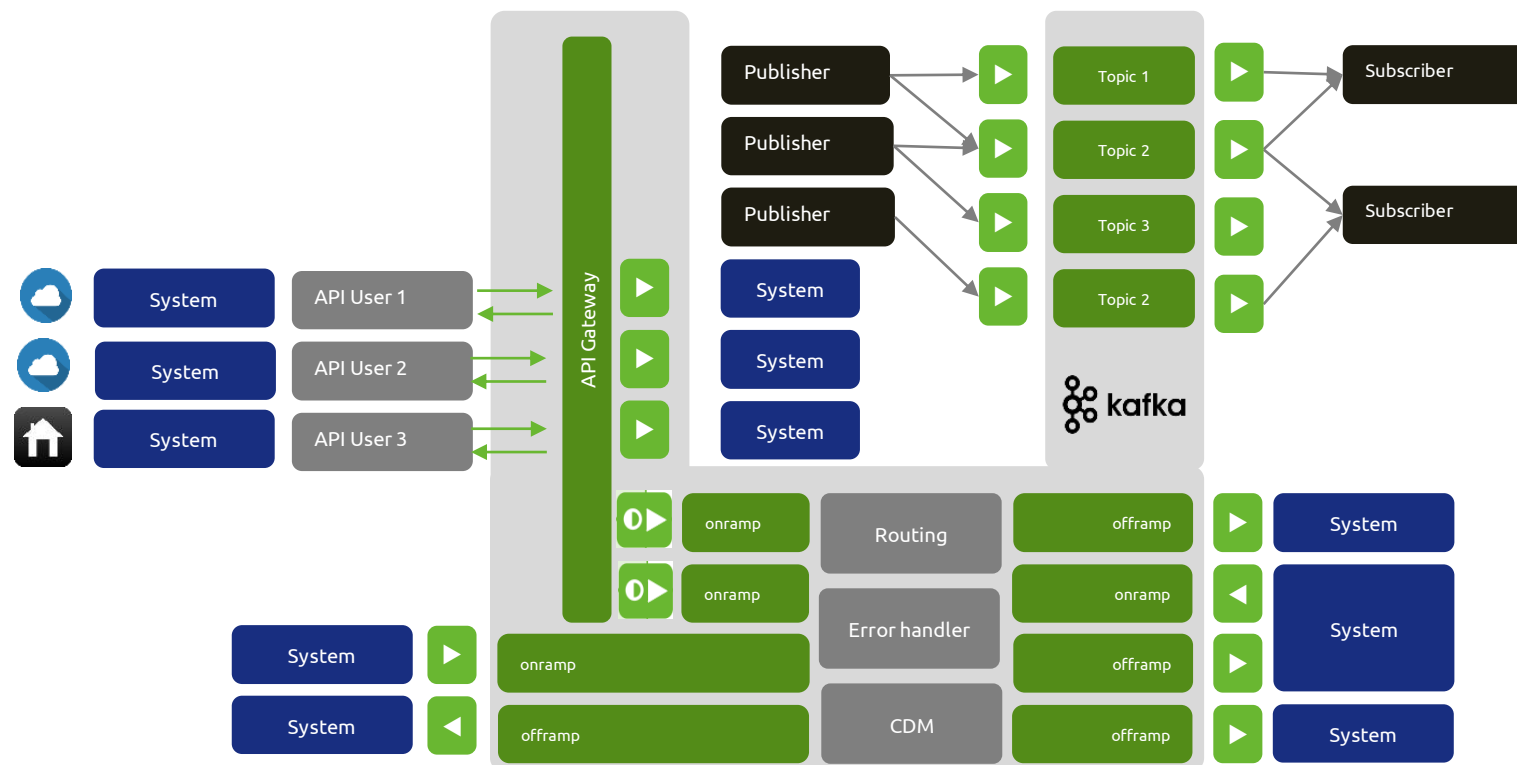 Publisher
Topic 1
Subscriber
Publisher
Topic 2
Publisher
Topic 3
Subscriber
System
API User 1
API Gateway
System
Topic 2
System
API User 2
System
kafka
System
API User 3
System
onramp
Routing
offramp
System
onramp
onramp
Error handler
System
System
onramp
offramp
System
offramp
CDM
offramp
System